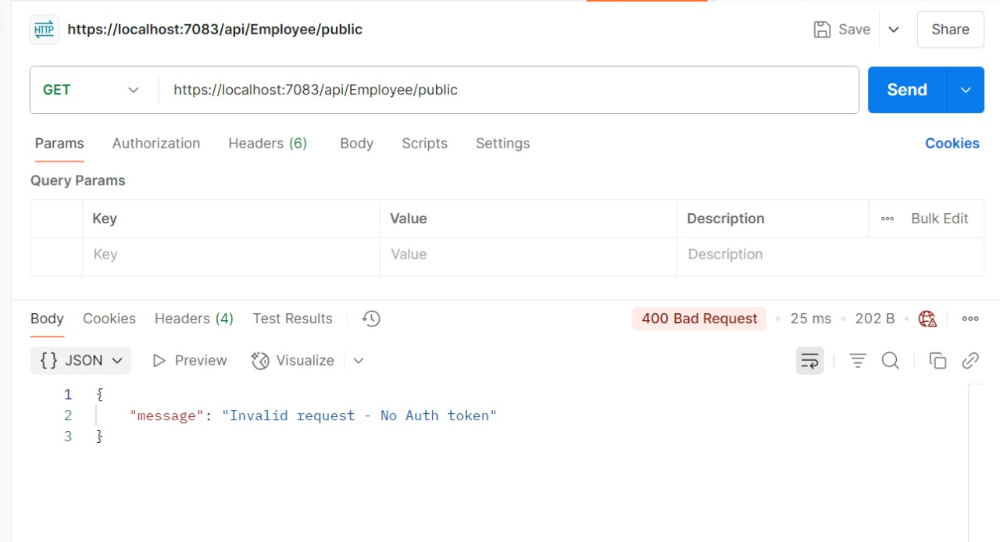 HTTP https://localhost:7083/api/Employee/public Save Share
GET https://localhost:7083/api/Employee/public Send
Params Authorization Headers (6) Body Scripts Settings Cookies
Query Params
Key Value Description Bulk Edit
Key Value Description
Body Cookies Headers (4) Test Results 400 Bad Request • 25 ms • 202 B •
{} JSON Preview Visualize
1 {
2 "message": "Invalid request - No Auth token"
3 }